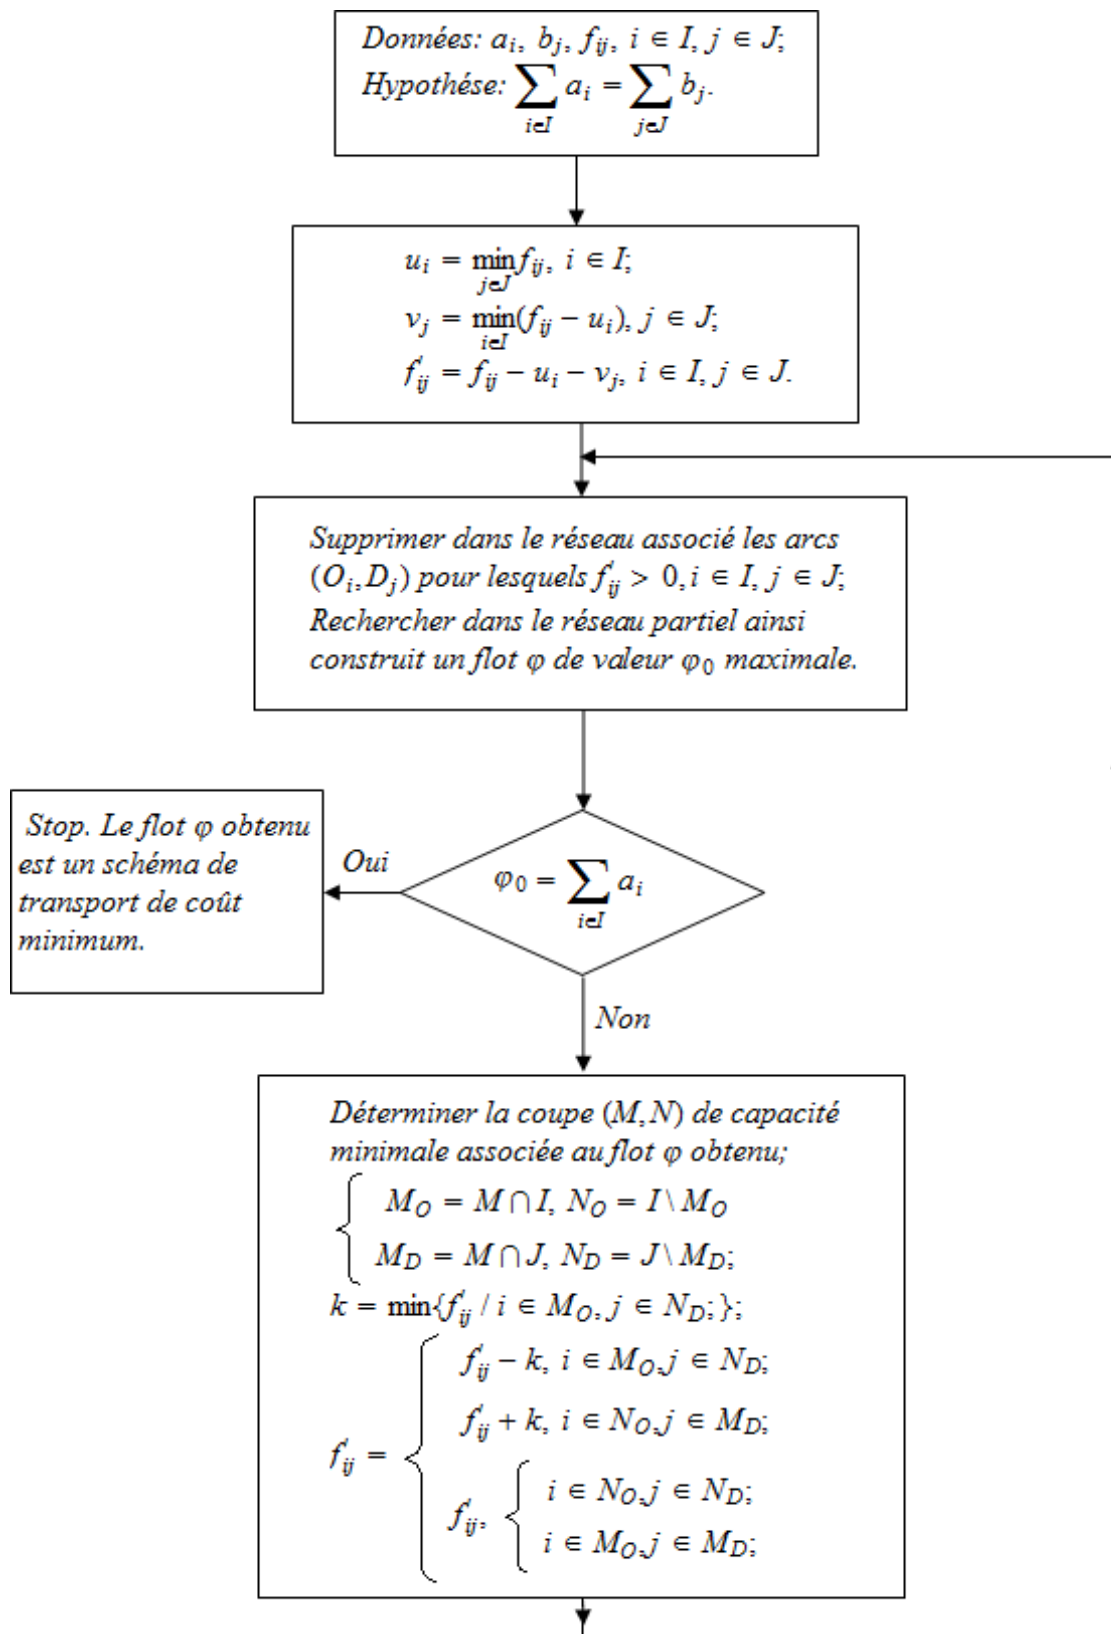 Données: a_i, b_j, f_ij, i ∈ I, j ∈ J;
Hypothése: ∑_{i∈I} a_i = ∑_{j∈J} b_j.
u_i = min_{j∈J} f_ij, i ∈ I;
v_j = min_{i∈I} (f_ij − u_i), j ∈ J;
f'_ij = f_ij − u_i − v_j, i ∈ I, j ∈ J.
Supprimer dans le réseau associé les arcs
(O_i, D_j) pour lesquels f'_ij > 0, i ∈ I, j ∈ J;
Rechercher dans le réseau partiel ainsi
construit un flot φ de valeur φ_0 maximale.
Stop. Le flot φ obtenu
est un schéma de
transport de coût
minimum.
Oui
φ_0 = ∑_{i∈I} a_i
Non
Déterminer la coupe (M, N) de capacité
minimale associée au flot φ obtenu;
M_O = M ∩ I, N_O = I \ M_O
M_D = M ∩ J, N_D = J \ M_D;
k = min{f'_ij / i ∈ M_O, j ∈ N_D; };
f'_ij − k, i ∈ M_O, j ∈ N_D;
f'_ij + k, i ∈ N_O, j ∈ M_D;
f'_ij =
f'_ij,
i ∈ N_O, j ∈ N_D;
i ∈ M_O, j ∈ M_D;